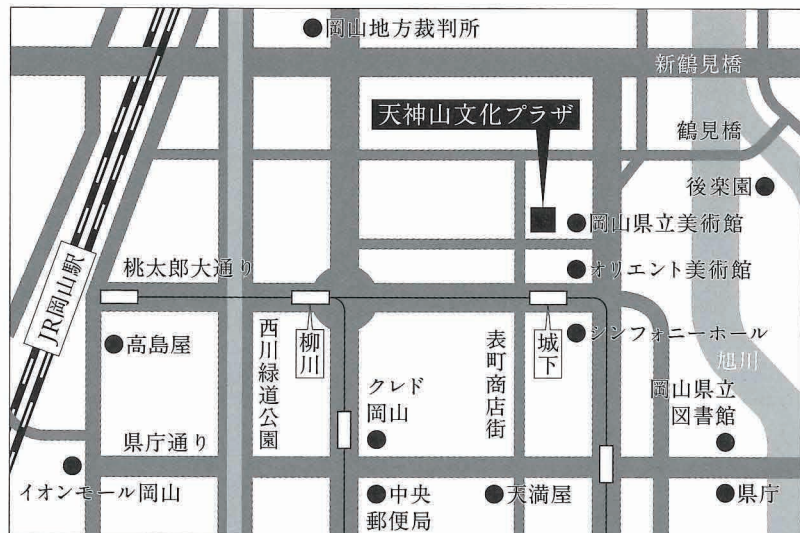 岡山地方裁判所
新鶴見橋
天神山文化プラザ
鶴見橋
後楽園
岡山県立美術館
オリエント美術館
桃太郎大通り
JR岡山駅
高島屋
西川緑道公園
柳川
クレド
岡山
表町商店街
城下
シンフォニーホール
旭川
岡山県立
図書館
県庁通り
イオンモール岡山
中央
郵便局
天満屋
県庁